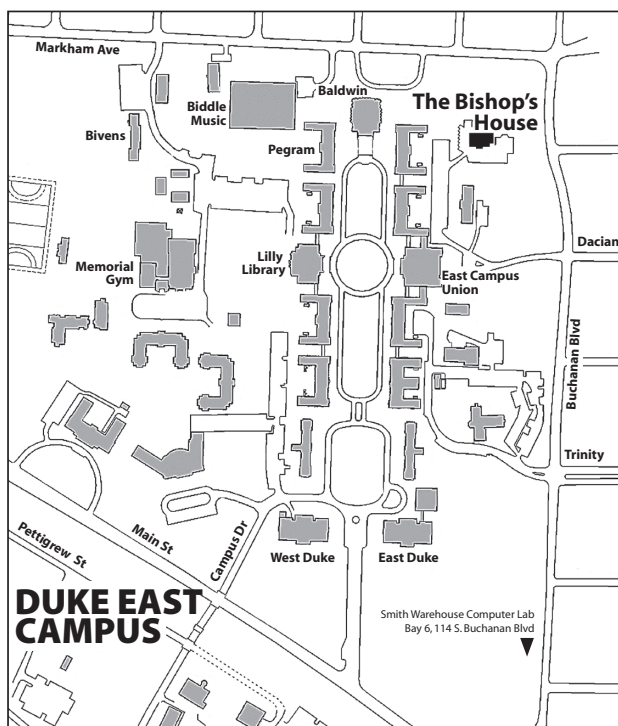 Markham Ave
Baldwin
The Bishop's
House
Biddle
Music
Bivens
Pegram
Dacian
Lilly
Library
Memorial
Gym
East Campus
Union
Buchanan Blvd
Trinity
Main St
Campus Dr
Pettigrew St
West Duke
East Duke
DUKE EAST
CAMPUS
Smith Warehouse Computer Lab
Bay 6, 114 S. Buchanan Blvd